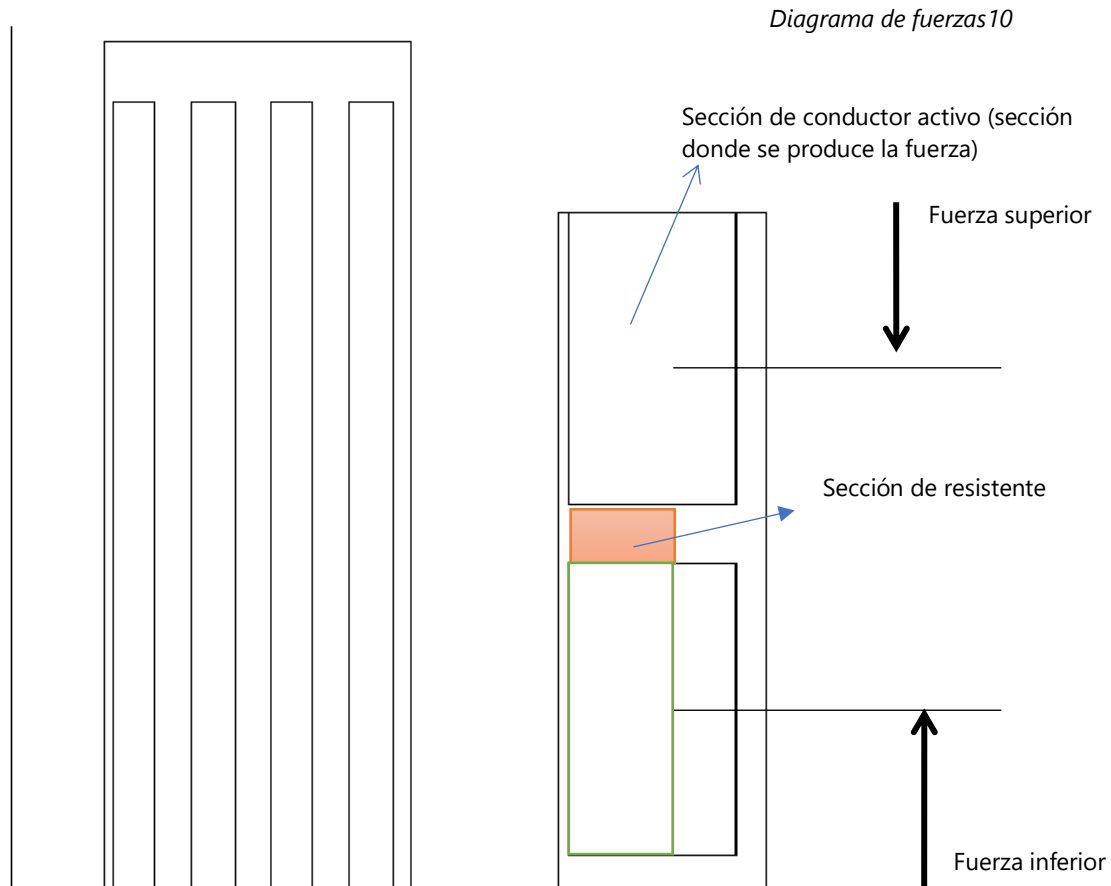 Diagrama de fuerzas10
Sección de conductor activo (sección
donde se produce la fuerza)
Fuerza superior
Sección de resistente
Fuerza inferior